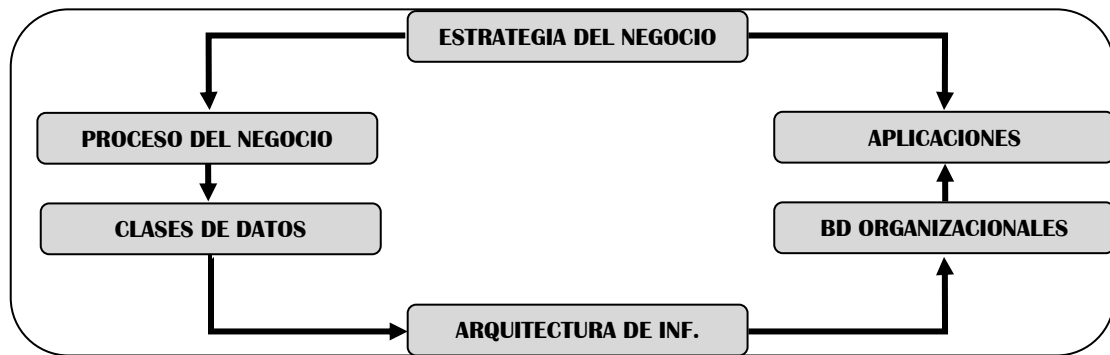 ESTRATEGIA DEL NEGOCIO
PROCESO DEL NEGOCIO
APLICACIONES
CLASES DE DATOS
BD ORGANIZACIONALES
ARQUITECTURA DE INF.